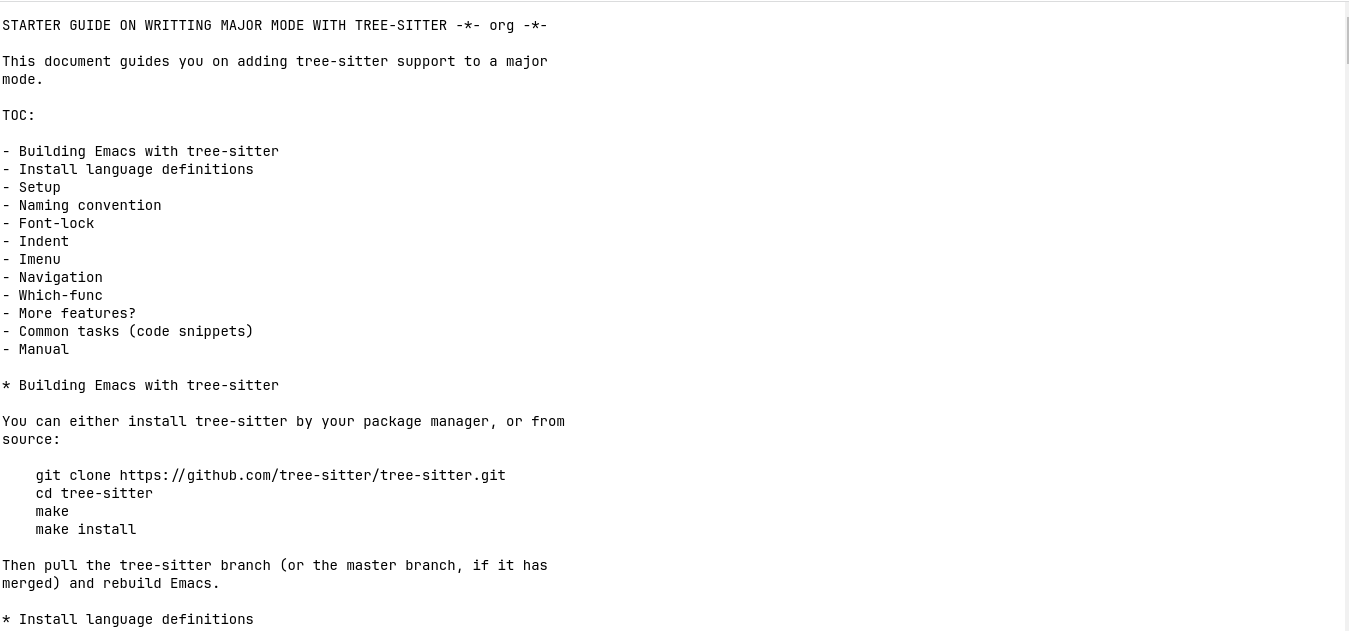 STARTER GUIDE ON WRITTING MAJOR MODE WITH TREE-SITTER -*- org -*-
This document guides you on adding tree-sitter support to a major
mode.
TOC:
- Building Emacs with tree-sitter
- Install language definitions
- Setup
- Naming convention
- Font-lock
- Indent
- Imenu
- Navigation
- Which-func
- More features?
- Common tasks (code snippets)
- Manual
* Building Emacs with tree-sitter
You can either install tree-sitter by your package manager, or from
source:
git clone https://github.com/tree-sitter/tree-sitter.git
cd tree-sitter
make
make install
Then pull the tree-sitter branch (or the master branch, if it has
merged) and rebuild Emacs.
* Install language definitions